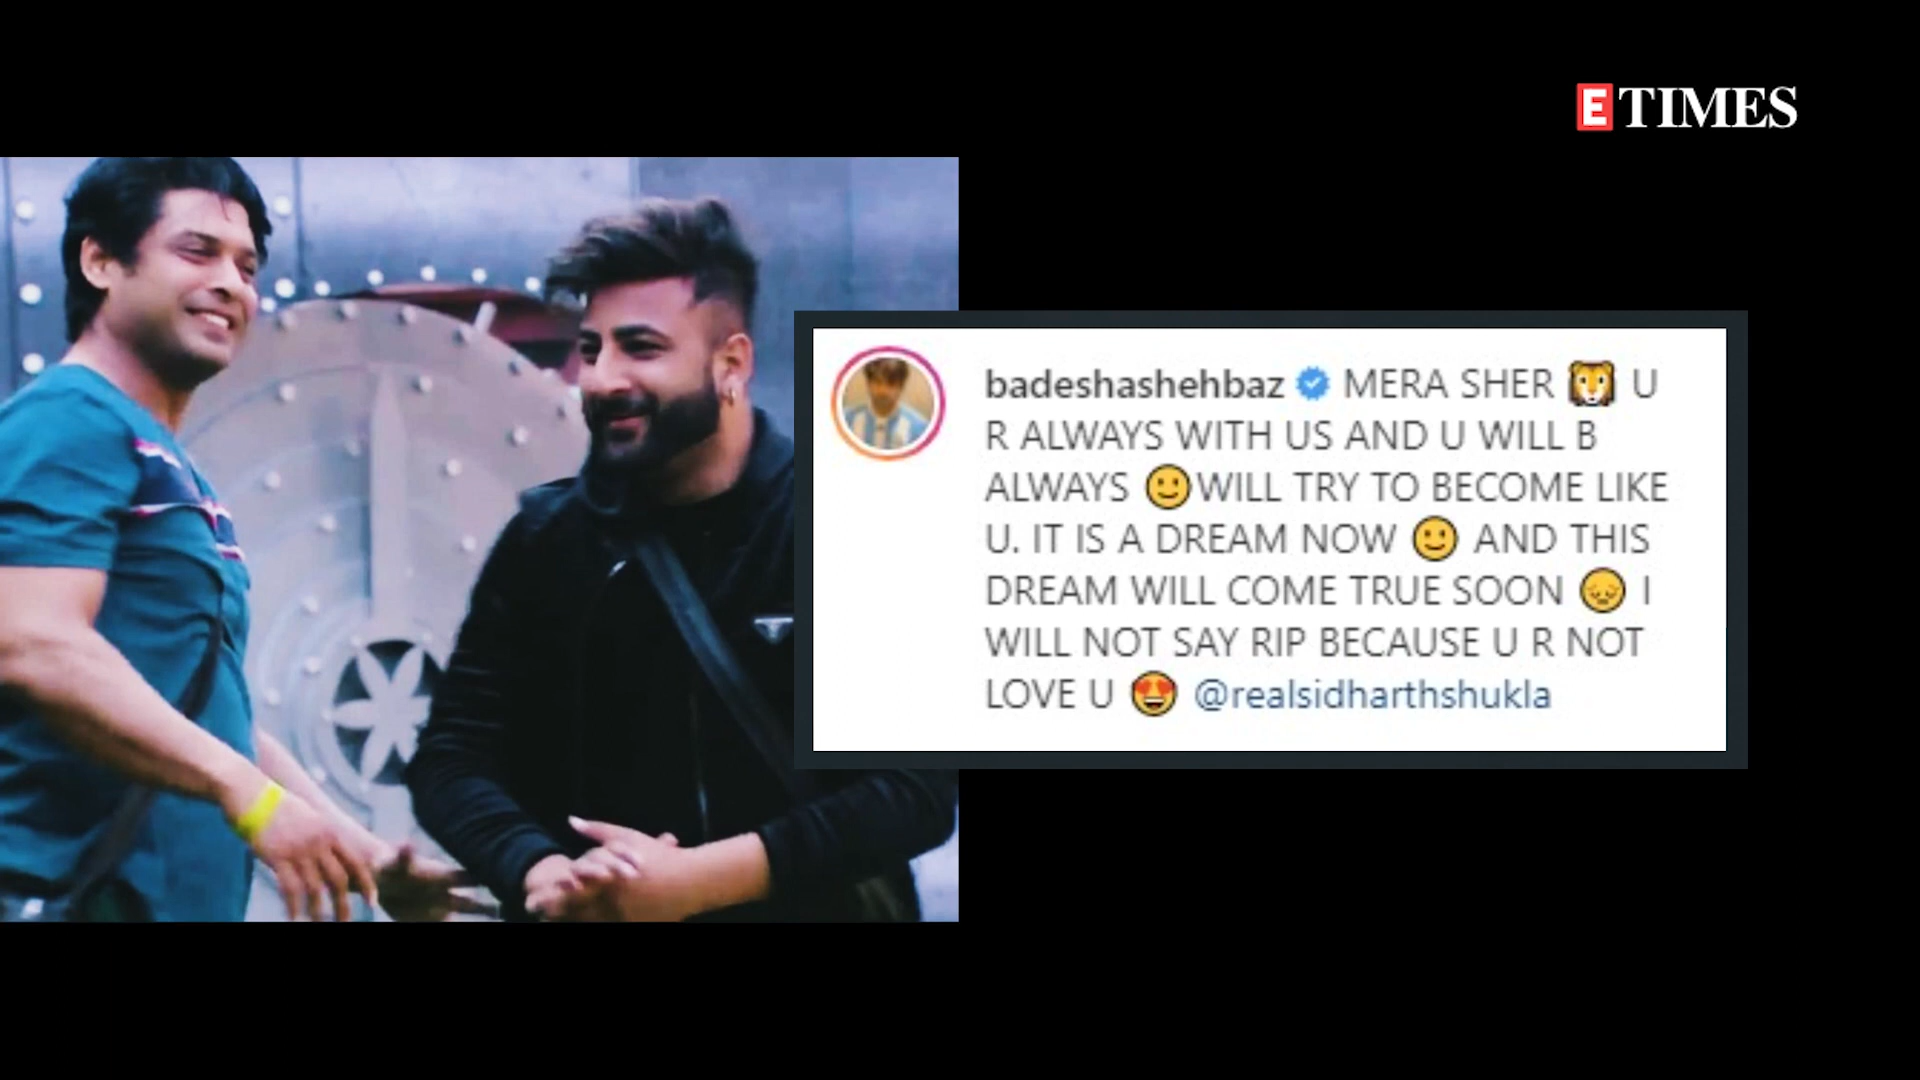 E TIMES
badeshashehbaz MERA SHER 🦁 U
R ALWAYS WITH US AND U WILL B
ALWAYS 🙂WILL TRY TO BECOME LIKE
U. IT IS A DREAM NOW 🙂 AND THIS
DREAM WILL COME TRUE SOON 😔 I
WILL NOT SAY RIP BECAUSE U R NOT
LOVE U 😍 @realsidharthshukla